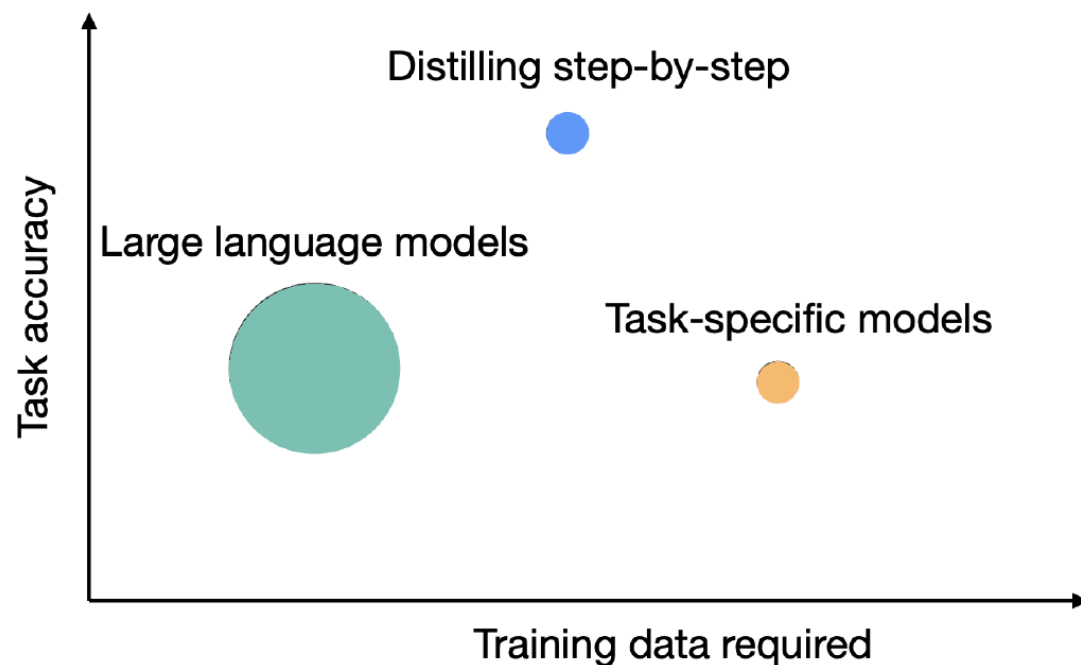 Distilling step-by-step
Large language models
Task-specific models
Task accuracy
Training data required